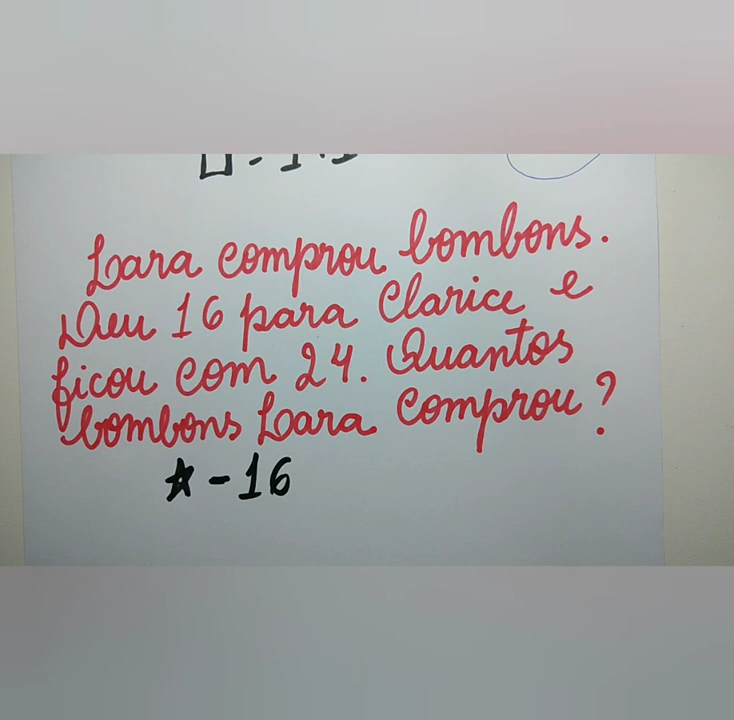 Lara comprou bombons.
Deu 16 para Clarice e
ficou com 24. Quantos
bombons Lara comprou?
☆ - 16